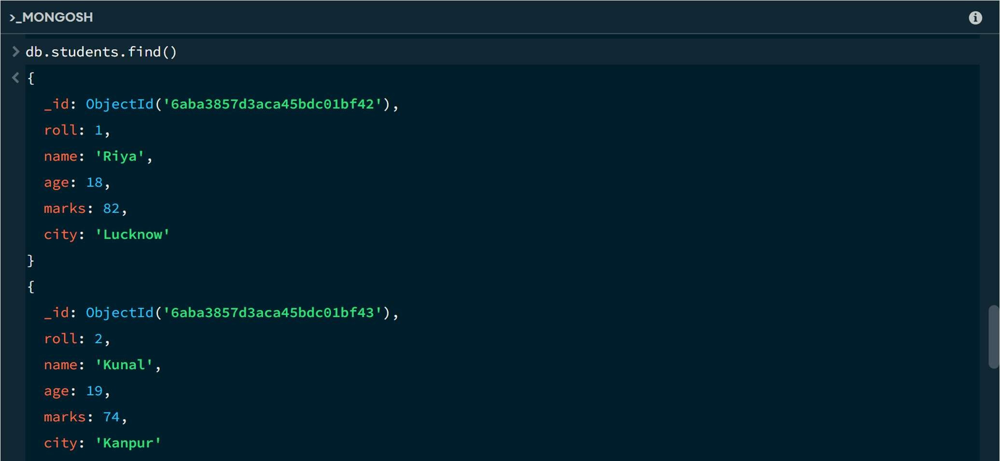 >_MONGOSH
db.students.find()
{
_id: ObjectId('6aba3857d3aca45bdc01bf42'),
roll: 1,
name: 'Riya',
age: 18,
marks: 82,
city: 'Lucknow'
}
{
_id: ObjectId('6aba3857d3aca45bdc01bf43'),
roll: 2,
name: 'Kunal',
age: 19,
marks: 74,
city: 'Kanpur'